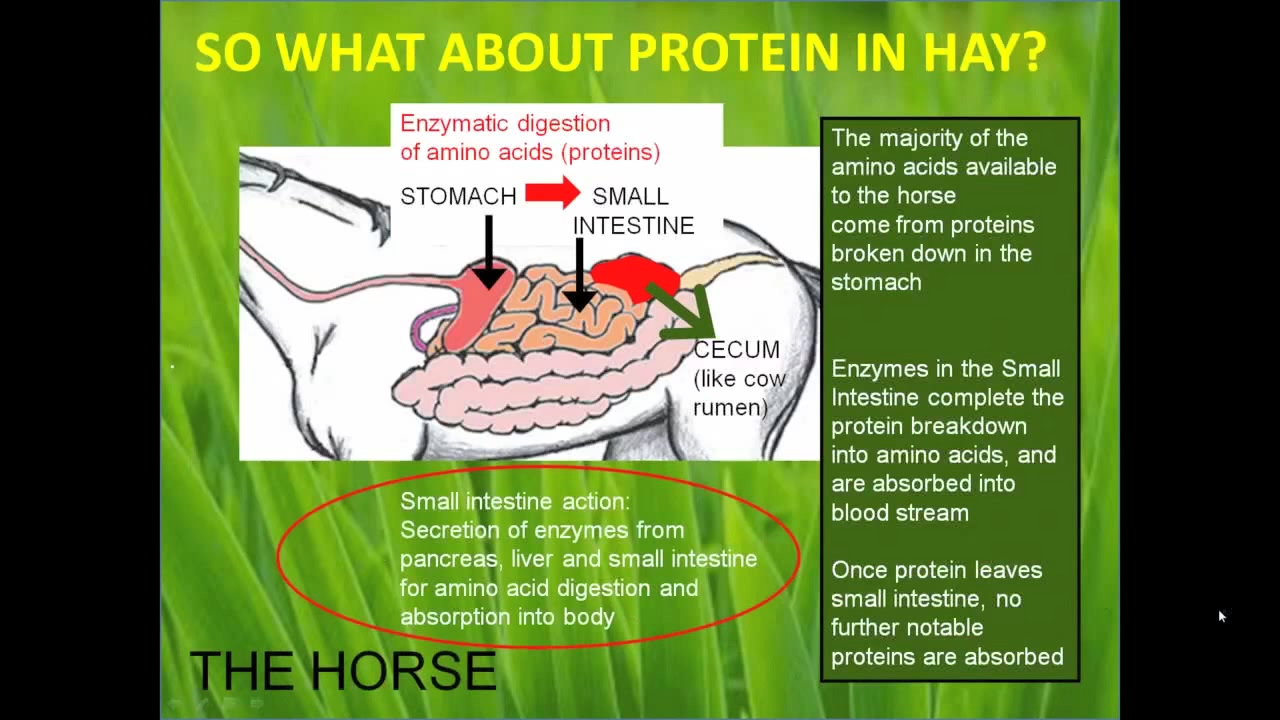 SO WHAT ABOUT PROTEIN IN HAY?
Enzymatic digestion
of amino acids (proteins)
STOMACH
SMALL
INTESTINE
CECUM
(like cow
rumen)
Small intestine action:
Secretion of enzymes from
pancreas, liver and small intestine
for amino acid digestion and
absorption into body
THE HORSE
The majority of the
amino acids available
to the horse
come from proteins
broken down in the
stomach
Enzymes in the Small
Intestine complete the
protein breakdown
into amino acids, and
are absorbed into
blood stream
Once protein leaves
small intestine, no
further notable
proteins are absorbed